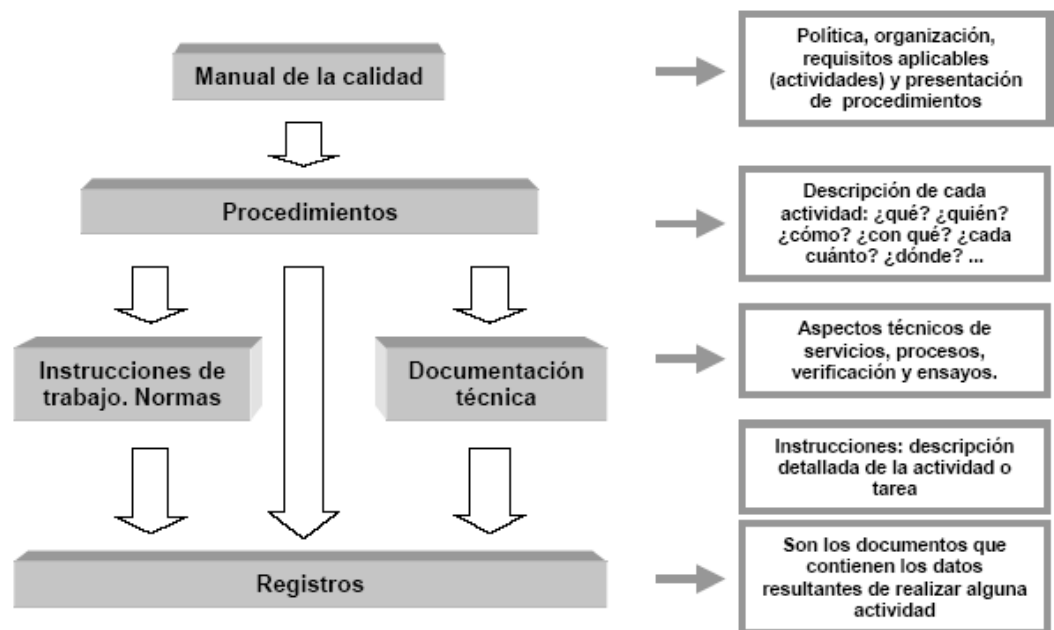 Manual de la calidad
Política, organización,
requisitos aplicables
(actividades) y presentación
de procedimientos
Procedimientos
Descripción de cada
actividad: ¿qué? ¿quién?
¿cómo? ¿con qué? ¿cada
cuánto? ¿dónde? ...
Instrucciones de
trabajo. Normas
Documentación
técnica
Aspectos técnicos de
servicios, procesos,
verificación y ensayos.
Instrucciones: descripción
detallada de la actividad o
tarea
Registros
Son los documentos que
contienen los datos
resultantes de realizar alguna
actividad